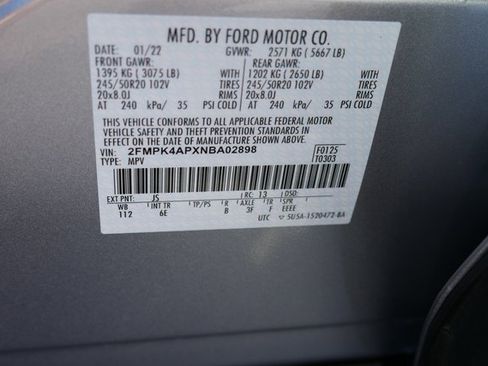 MFD. BY FORD MOTOR CO.
DATE: 01/22 GVWR: 2571 KG ( 5667 LB)
FRONT GAWR: REAR GAWR:
1395 KG ( 3075 LB) WITH 1202 KG ( 2650 LB) WITH
245/50R20 102V TIRES 245/50R20 102V TIRES
20x8.0J RIMS 20x8.0J RIMS
AT 240 kPa/ 35 PSI COLD AT 240 kPa/ 35 PSI COLD
THIS VEHICLE CONFORMS TO ALL APPLICABLE FEDERAL MOTOR
VEHICLE SAFETY AND THEFT PREVENTION STANDARDS IN
EFFECT ON THE DATE OF MANUFACTURE SHOWN ABOVE.
VIN: 2FMPK4APXNBA02898 F0125
TYPE: MPV T0303
EXT PNT: JS RC: 13 DSO:
WB INT TR TP/PS R AXLE TR SPR
112 6E B 3F F EEEE
UTC 5U5A-1520472-BA